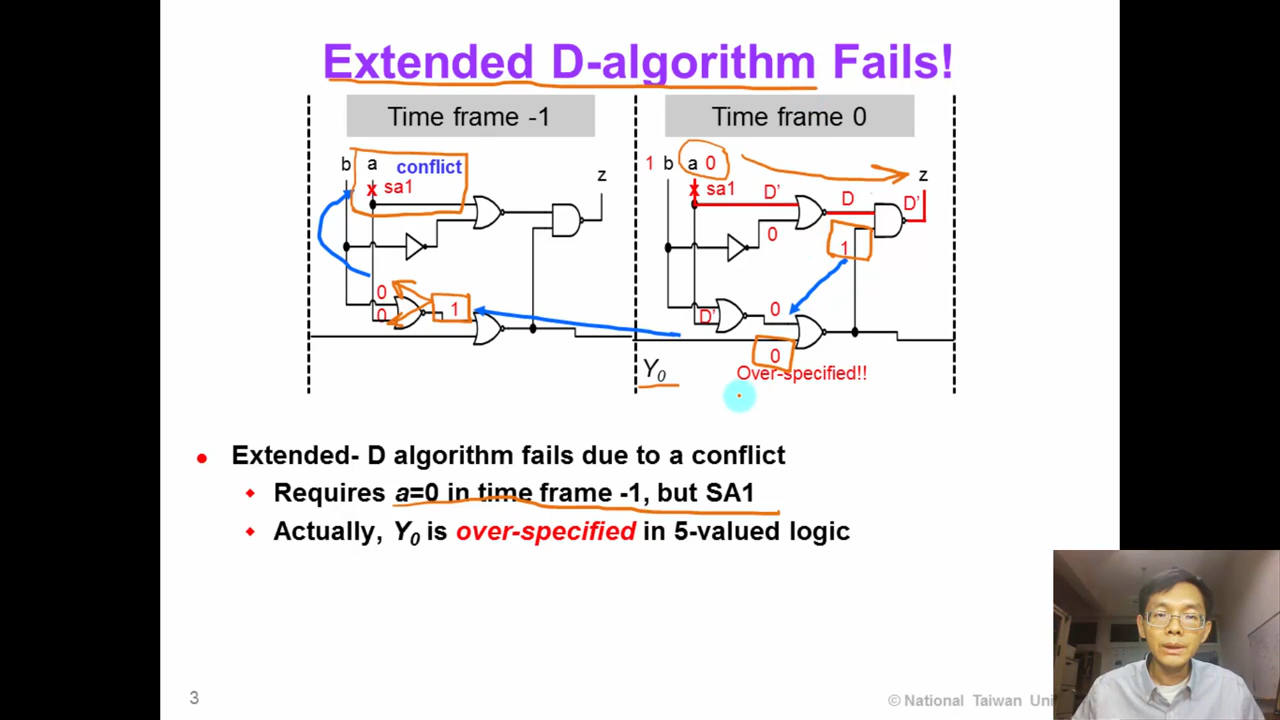 Extended D-algorithm Fails!
Time frame -1
Time frame 0
b a conflict
sa1
z
0
0
1
1 b a 0
sa1
D'
D
z
D'
0
1
D'
0
0
Y0
Over-specified!!
• Extended- D algorithm fails due to a conflict
Requires a=0 in time frame -1, but SA1
Actually, Y0 is over-specified in 5-valued logic
3
© National Taiwan Uni